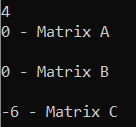 4
0 - Matrix A
0 - Matrix B
-6 - Matrix C